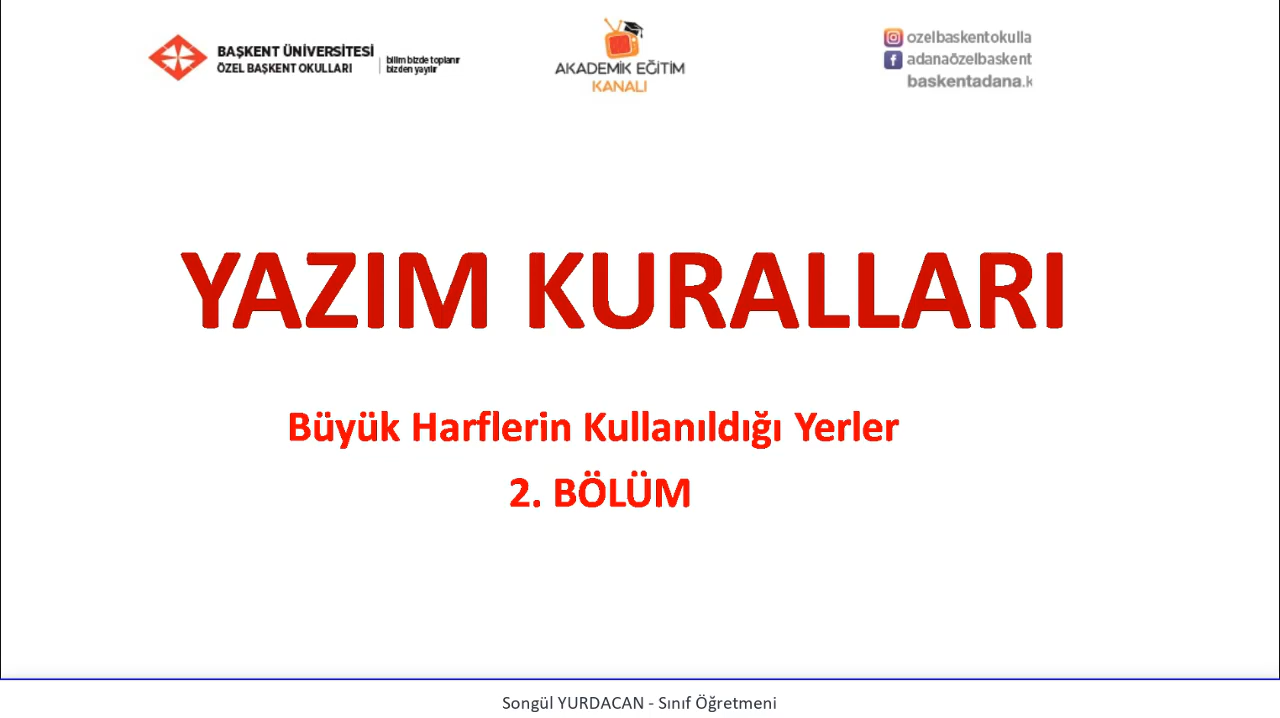 BAŞKENT ÜNİVERSİTESİ
ÖZEL BAŞKENT OKULLARI
bilim bizde toplanır
bizden yayılır
AKADEMİK EĞİTİM
KANALI
ozelbaskentokulla
adanaözelbaskent
baskentadana.k
YAZIM KURALLARI
Büyük Harflerin Kullanıldığı Yerler
2. BÖLÜM
Songül YURDACAN - Sınıf Öğretmeni